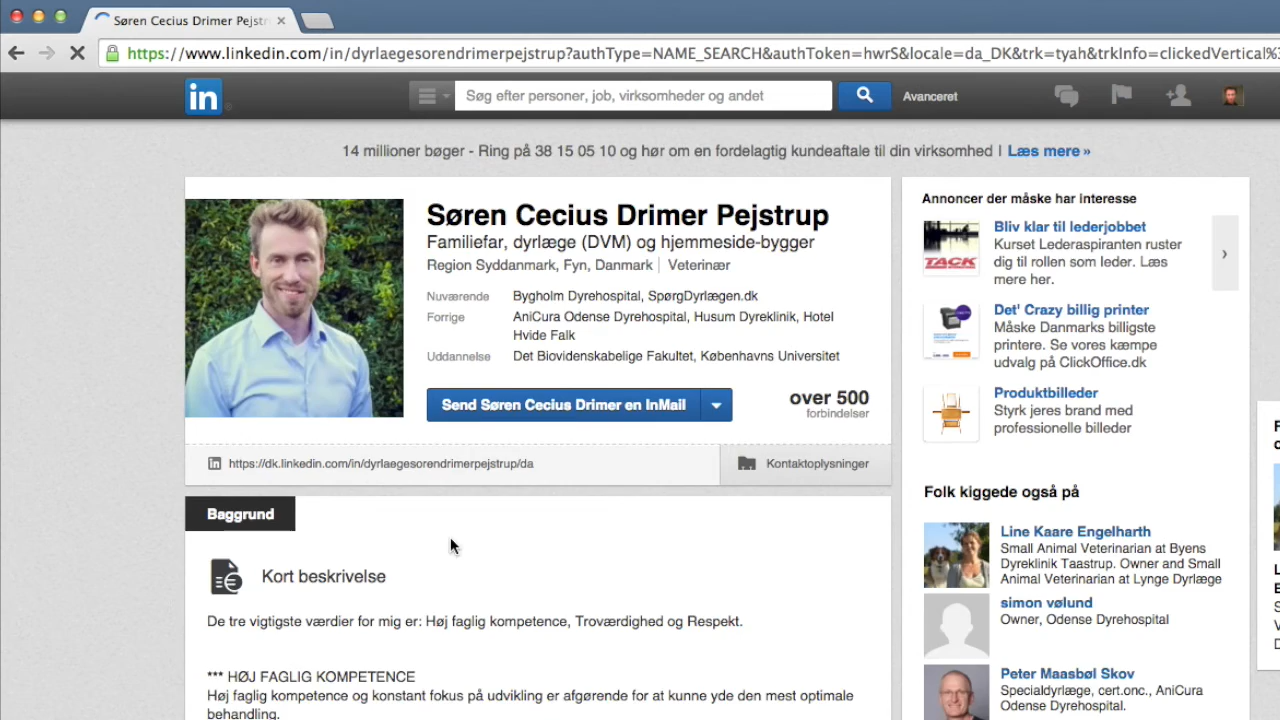 Søren Cecius Drimer Pejstr
https://www.linkedin.com/in/dyrlaegesorendrimerpejstrup?authType=NAME_SEARCH&authToken=hwrS&locale=da_DK&trk=tyah&trkInfo=clickedVertical%3
in
Søg efter personer, job, virksomheder og andet
Avanceret
14 millioner bøger - Ring på 38 15 05 10 og hør om en fordelagtig kundeaftale til din virksomhed | Læs mere »
Søren Cecius Drimer Pejstrup
Familiefar, dyrlæge (DVM) og hjemmeside-bygger
Region Syddanmark, Fyn, Danmark | Veterinær
Nuværende Bygholm Dyrehospital, SpørgDyrlægen.dk
Forrige AniCura Odense Dyrehospital, Husum Dyreklinik, Hotel
Hvide Falk
Uddannelse Det Biovidenskabelige Fakultet, Københavns Universitet
Send Søren Cecius Drimer en InMail
over 500
forbindelser
https://dk.linkedin.com/in/dyrlaegesorendrimerpejstrup/da
Kontaktoplysninger
Baggrund
Kort beskrivelse
De tre vigtigste værdier for mig er: Høj faglig kompetence, Troværdighed og Respekt.
*** HØJ FAGLIG KOMPETENCE
Høj faglig kompetence og konstant fokus på udvikling er afgørende for at kunne yde den mest optimale
behandling.
Annoncer der måske har interesse
TACK
Bliv klar til lederjobbet
Kurset Lederaspiranten ruster
dig til rollen som leder. Læs
mere her.
Det' Crazy billig printer
Måske Danmarks billigste
printere. Se vores kæmpe
udvalg på ClickOffice.dk
Produktbilleder
Styrk jeres brand med
professionelle billeder
Folk kiggede også på
Line Kaare Engelharth
Small Animal Veterinarian at Byens
Dyreklinik Taastrup. Owner and Small
Animal Veterinarian at Lynge Dyrlæge
simon vølund
Owner, Odense Dyrehospital
Peter Maasbøl Skov
Specialdyrlæge, cert.onc., AniCura
Odense Dyrehospital.